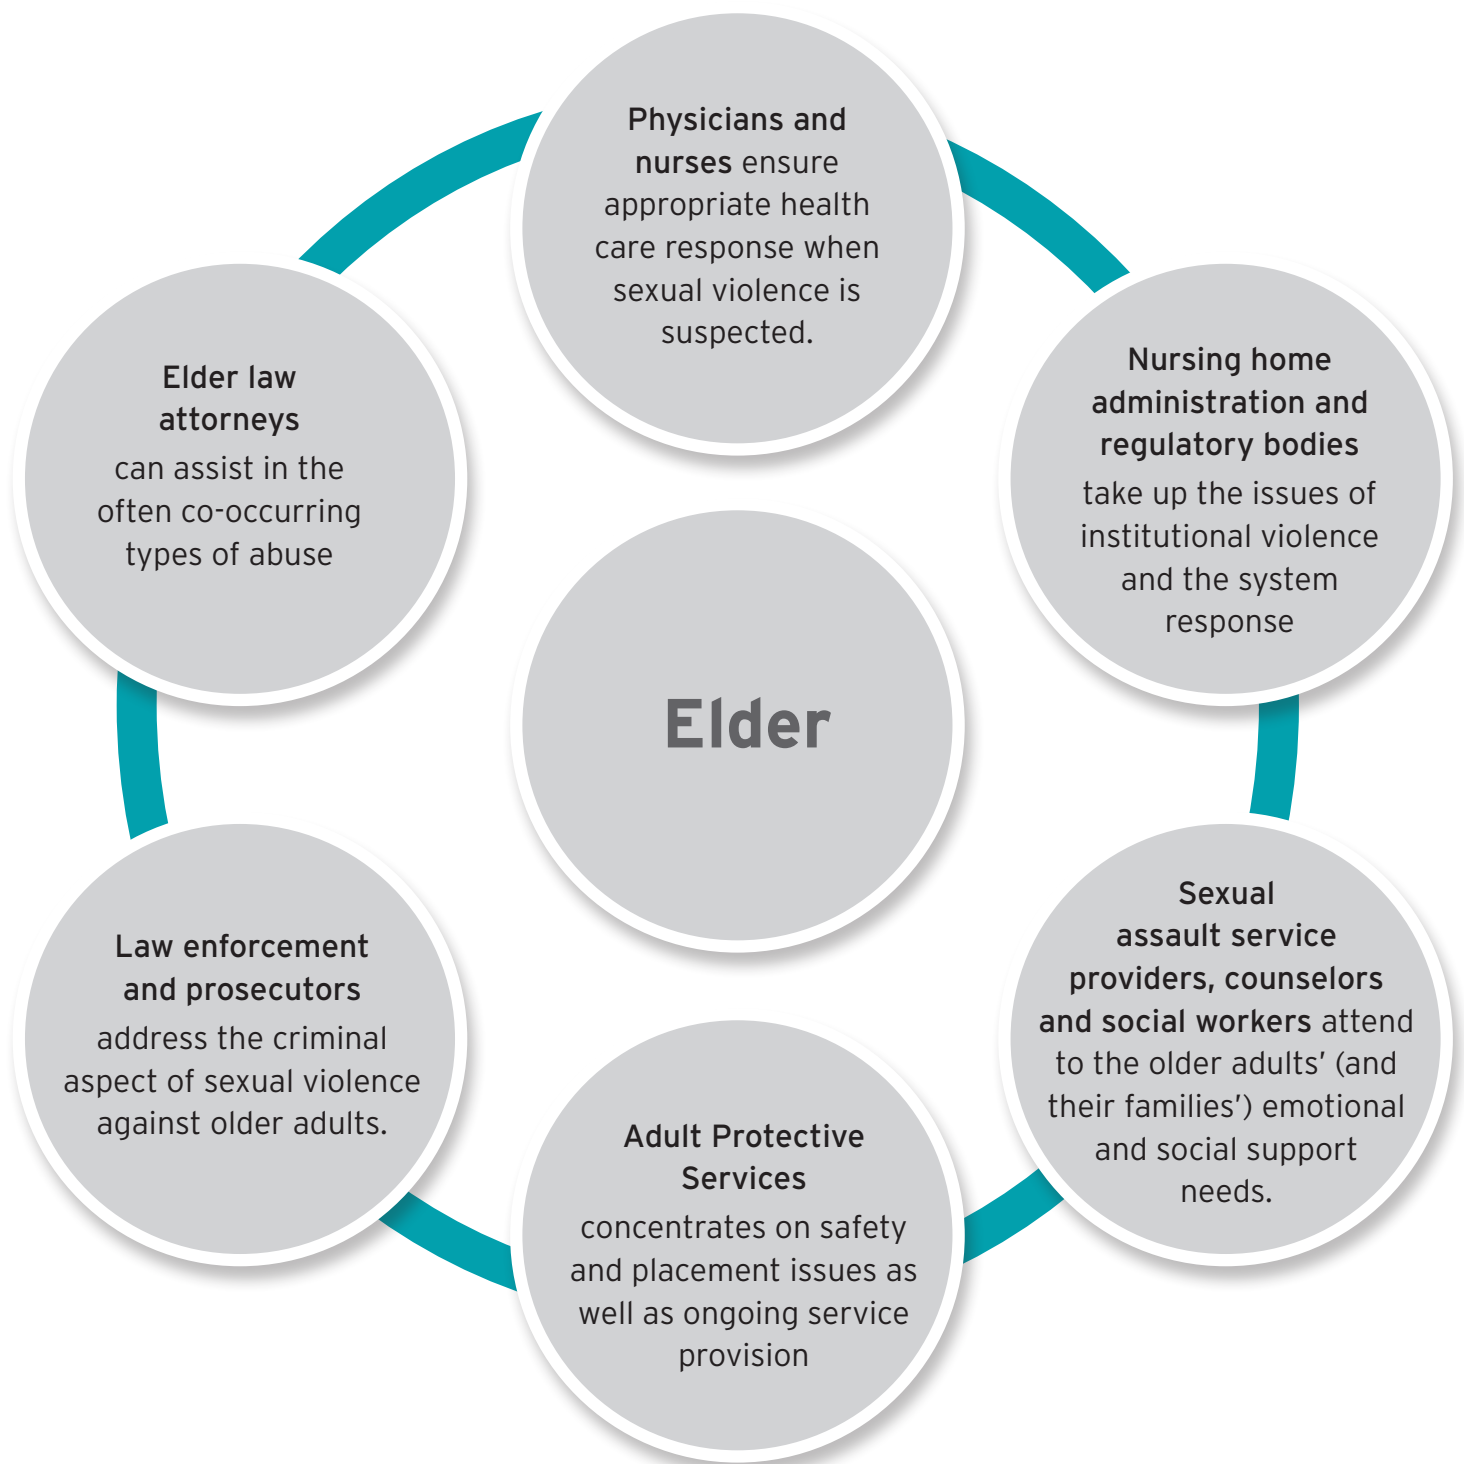 Physicians and
nurses ensure
appropriate health
care response when
sexual violence is
suspected.
Nursing home
administration and
regulatory bodies
take up the issues of
institutional violence
and the system
response
Sexual
assault service
providers, counselors
and social workers attend
to the older adults’ (and
their families’) emotional
and social support
needs.
Adult Protective
Services
concentrates on safety
and placement issues as
well as ongoing service
provision
Law enforcement
and prosecutors
address the criminal
aspect of sexual violence
against older adults.
Elder law
attorneys
can assist in the
often co-occurring
types of abuse
Elder